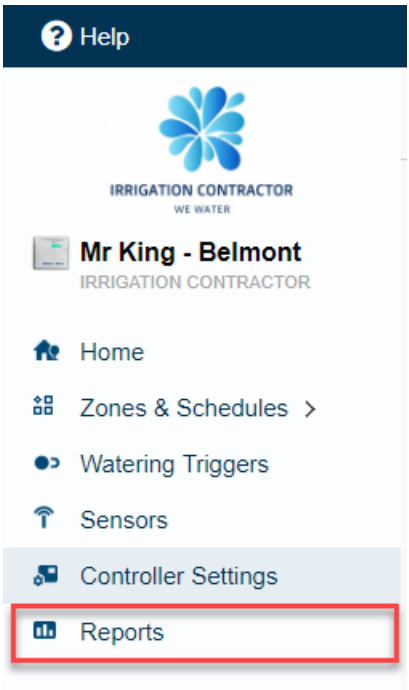 Help
IRRIGATION CONTRACTOR
WE WATER
Mr King - Belmont
IRRIGATION CONTRACTOR
Home
Zones & Schedules >
Watering Triggers
Sensors
Controller Settings
Reports